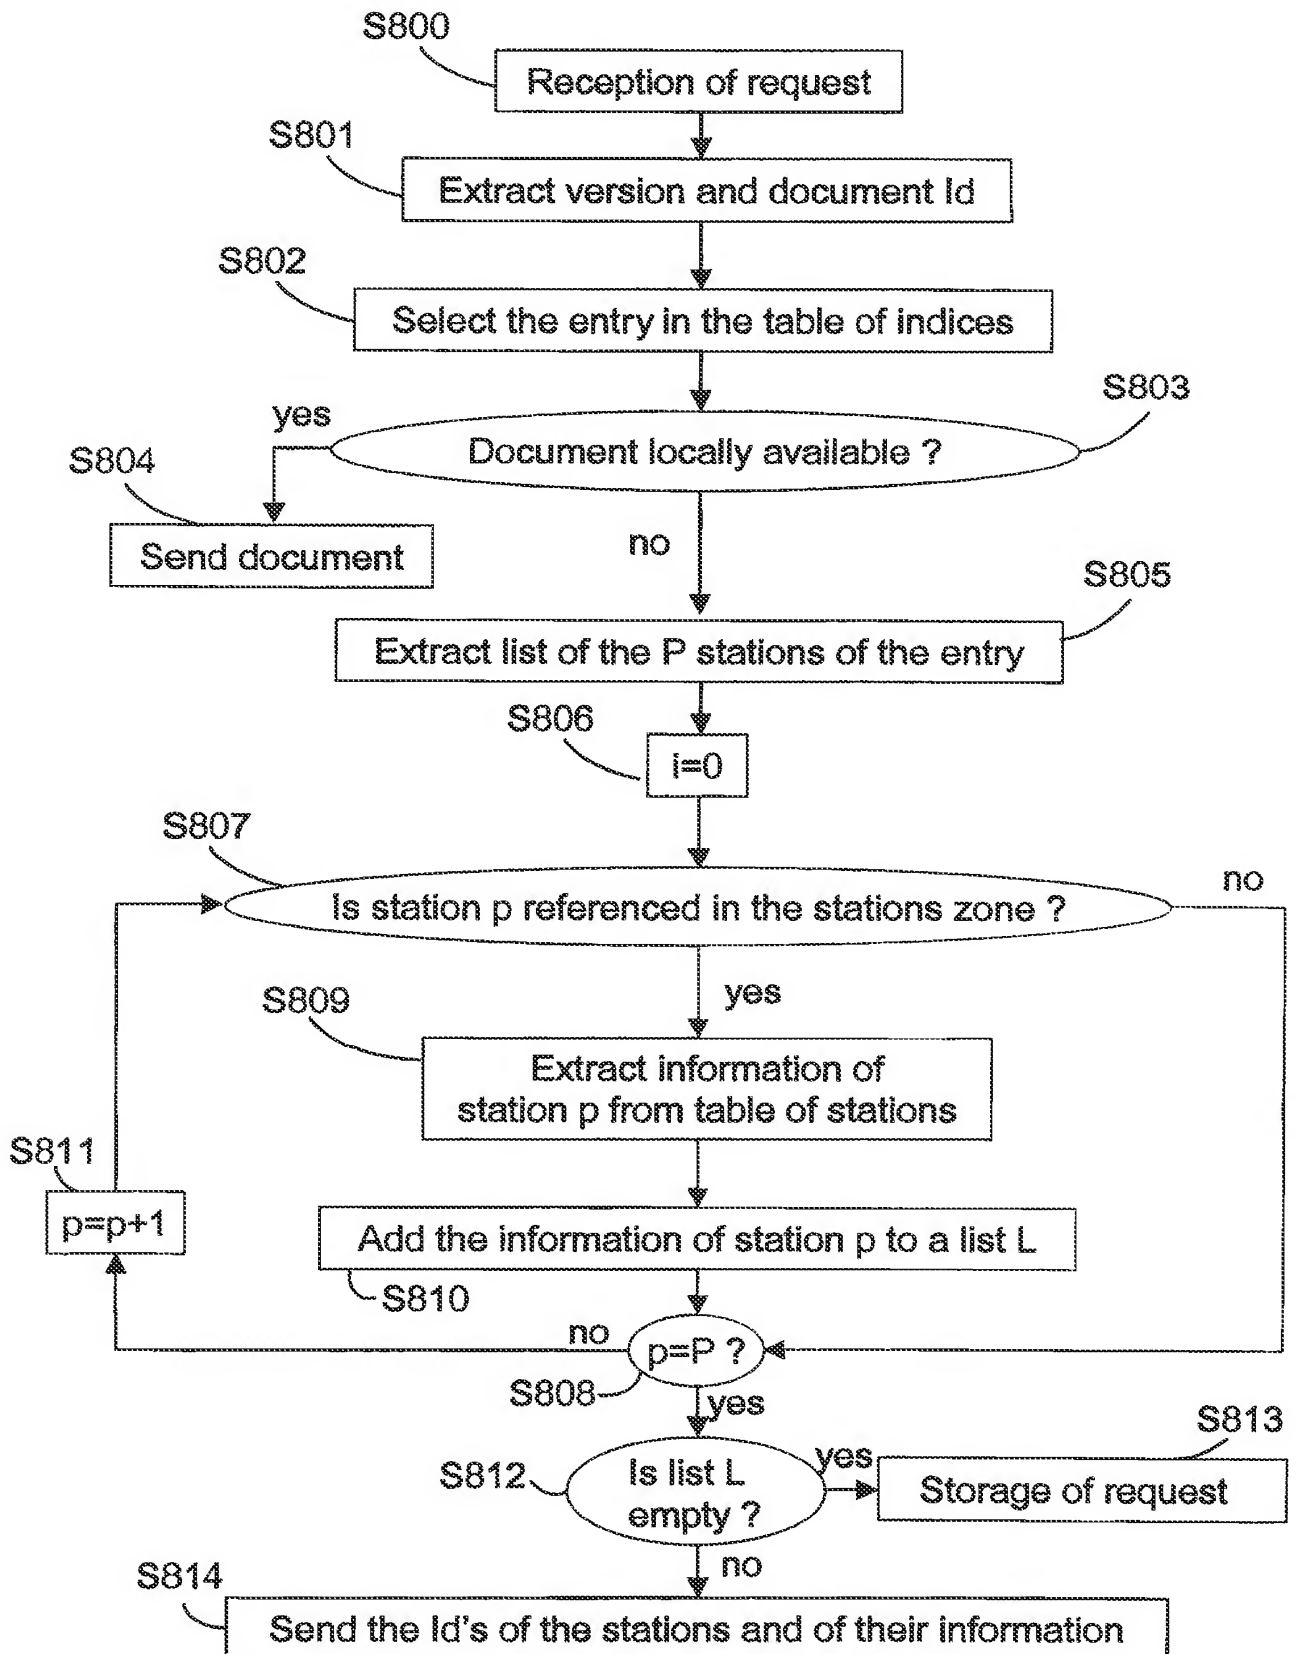 S800
Reception of request
S801
Extract version and document Id
S802
Select the entry in the table of indices
S803
yes
Document locally available ?
S804
Send document
no
S805
Extract list of the P stations of the entry
S806
i=0
S807
no
Is station p referenced in the stations zone ?
yes
S809
Extract information of
station p from table of stations
S811
p=p+1
Add the information of station p to a list L
S810
no
p=P ?
S808
yes
S813
yes
S812
Is list L
empty ?
Storage of request
no
S814
Send the Id's of the stations and of their information